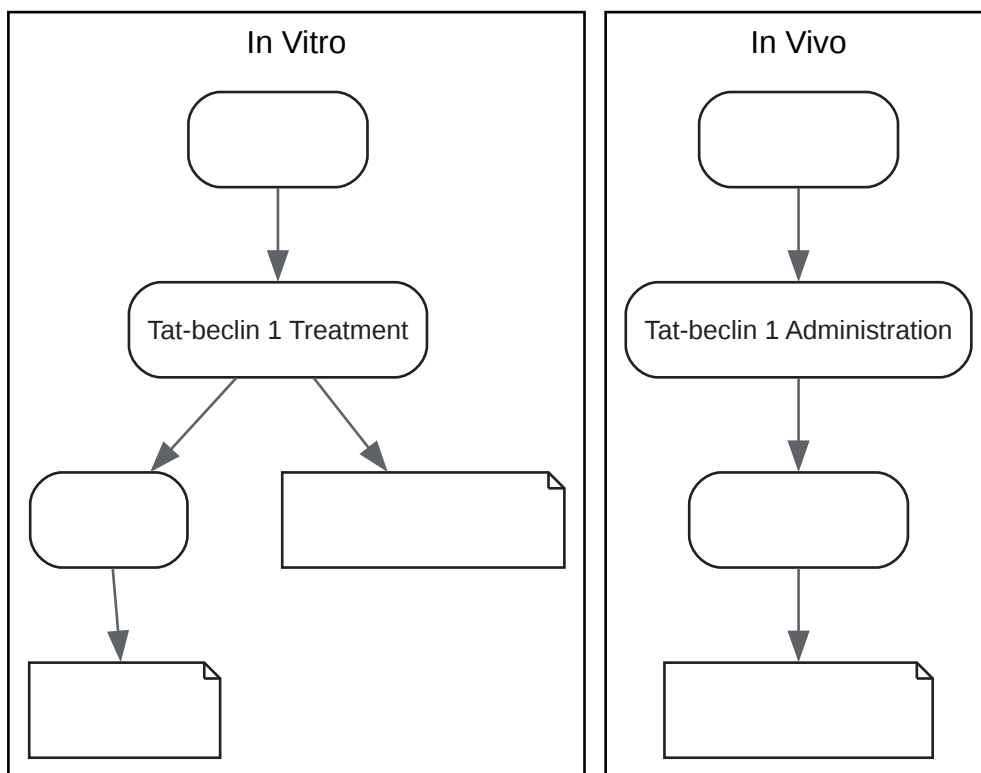 In Vitro
In Vivo
Tat-beclin 1 Treatment
Tat-beclin 1 Administration